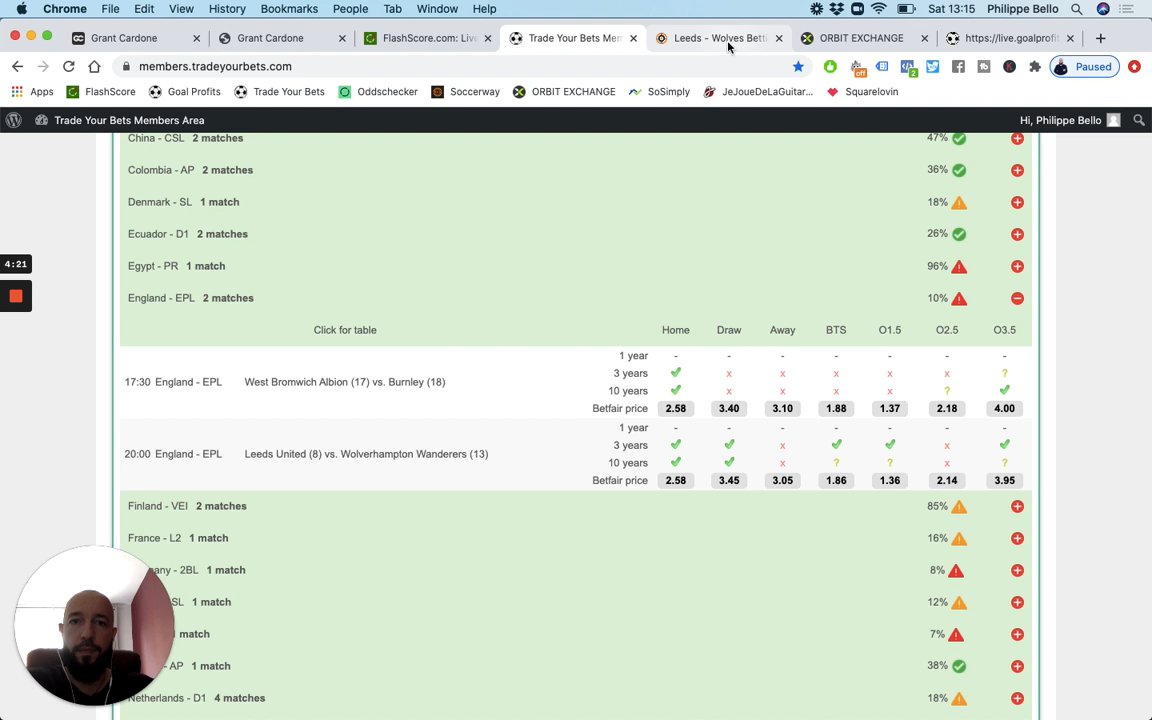 Chrome File Edit View History Bookmarks People Tab Window Help Sat 13:15 Philippe Bello
Grant Cardone
Grant Cardone
FlashScore.com: Live
Trade Your Bets Mem
Leeds - Wolves Betti
ORBIT EXCHANGE
https://live.goalprofit
members.tradeyourbets.com
off
2
Paused
Apps FlashScore Goal Profits Trade Your Bets Oddschecker Soccerway ORBIT EXCHANGE SoSimply JeJoueDeLaGuitar... Squarelovin
Trade Your Bets Members Area Hi, Philippe Bello
China - CSL 2 matches 47%
Colombia - AP 2 matches 36%
Denmark - SL 1 match 18%
Ecuador - D1 2 matches 26%
Egypt - PR 1 match 96%
England - EPL 2 matches 10%
Click for table Home Draw Away BTS O1.5 O2.5 O3.5
1 year - - - - - - -
3 years ✓ x x x x x ?
17:30 England - EPL West Bromwich Albion (17) vs. Burnley (18)
10 years ✓ x x x x ? ✓
Betfair price 2.58 3.40 3.10 1.88 1.37 2.18 4.00
1 year - - - - - - -
3 years ✓ ✓ x ✓ ✓ x ✓
20:00 England - EPL Leeds United (8) vs. Wolverhampton Wanderers (13)
10 years ✓ ✓ x ? ? x ?
Betfair price 2.58 3.45 3.05 1.86 1.36 2.14 3.95
Finland - VEI 2 matches 85%
France - L2 1 match 16%
many - 2BL 1 match 8%
SL 1 match 12%
match 7%
- AP 1 match 38%
Netherlands - D1 4 matches 18%
4:21